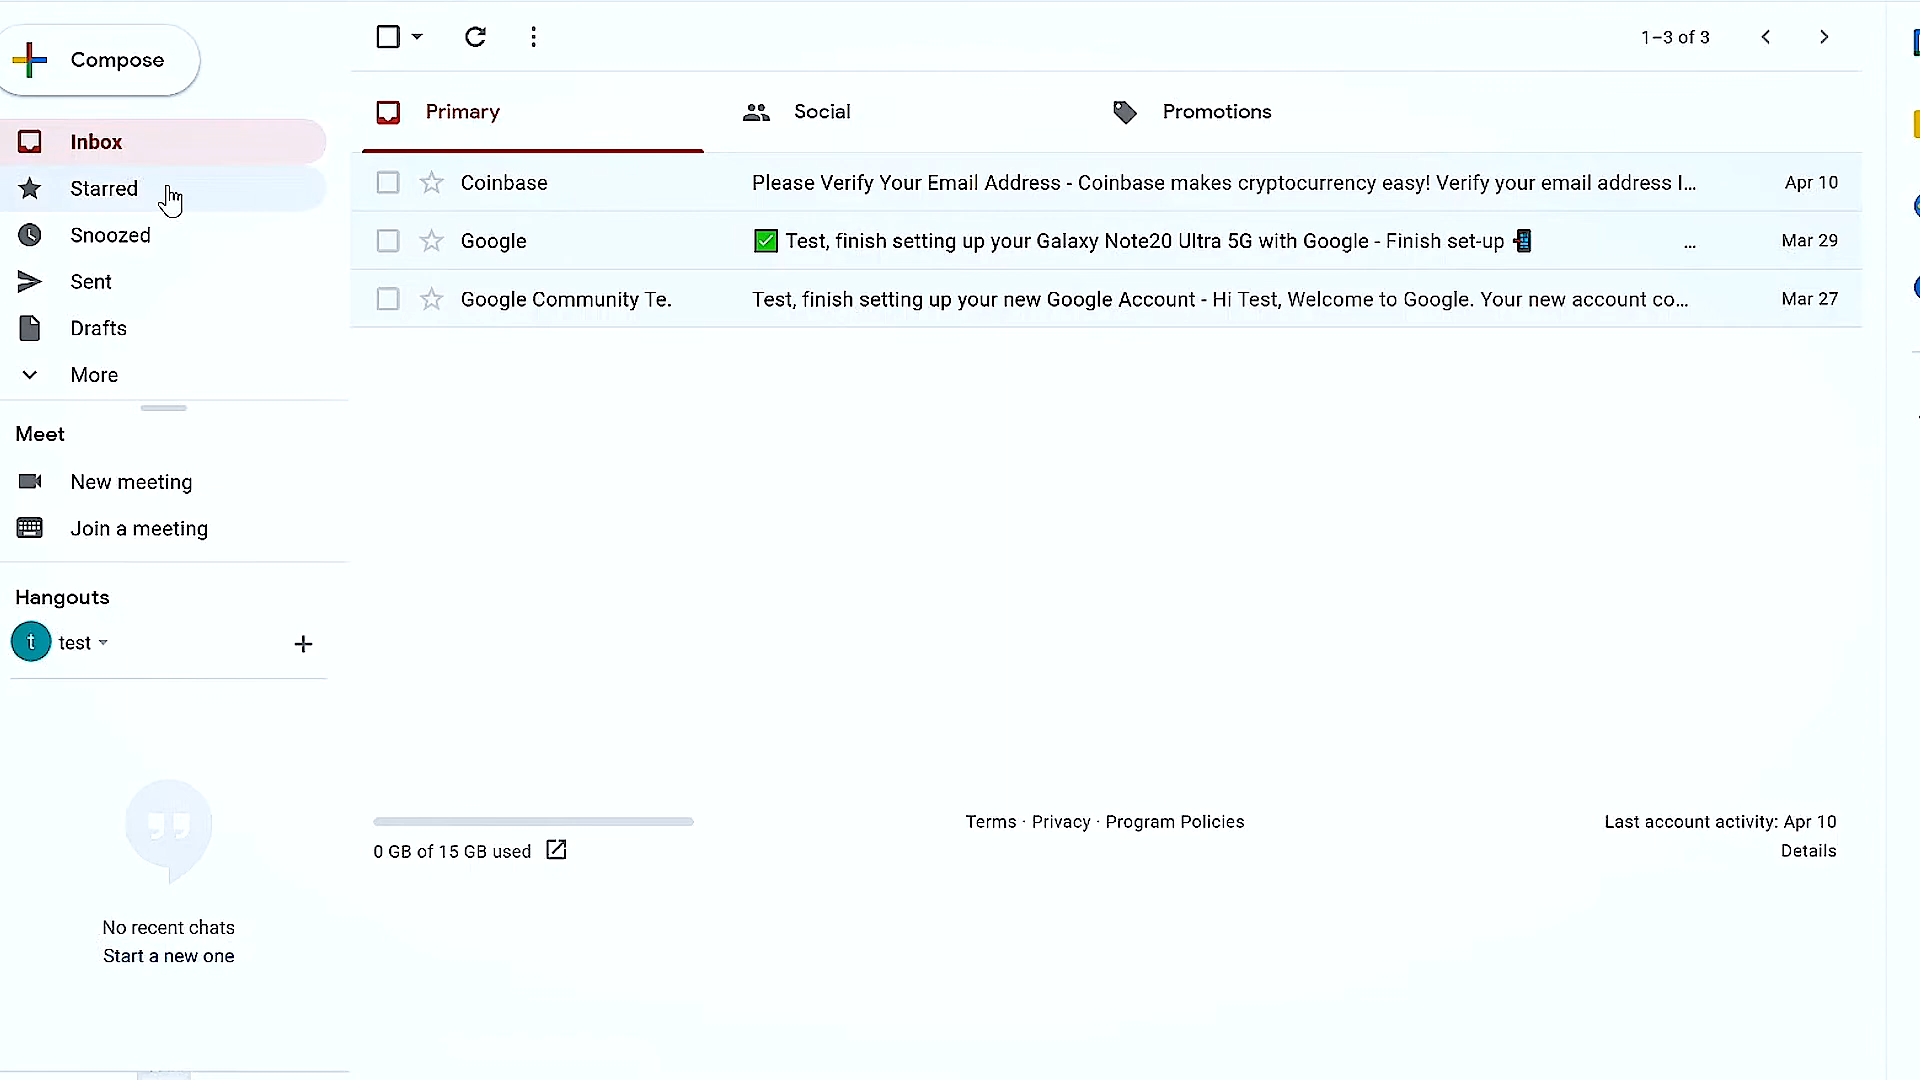 Compose
1–3 of 3
Inbox
Starred
Snoozed
Sent
Drafts
More
Primary
Social
Promotions
Coinbase Please Verify Your Email Address - Coinbase makes cryptocurrency easy! Verify your email address I... Apr 10
Google ✅ Test, finish setting up your Galaxy Note20 Ultra 5G with Google - Finish set-up 📲 ... Mar 29
Google Community Te. Test, finish setting up your new Google Account - Hi Test, Welcome to Google. Your new account co... Mar 27
Meet
New meeting
Join a meeting
Hangouts
t test
No recent chats
Start a new one
0 GB of 15 GB used
Terms · Privacy · Program Policies
Last account activity: Apr 10
Details